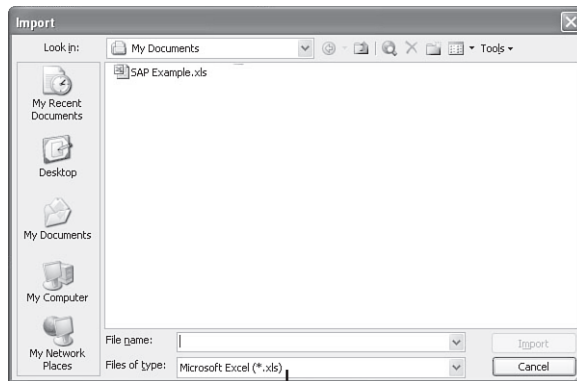 Import
Look in:
My Documents
Tools
SAP Example.xls
My Recent
Documents
Desktop
My Documents
My Computer
My Network
Places
File name:
Import
Files of type:
Microsoft Excel (*.xls)
Cancel